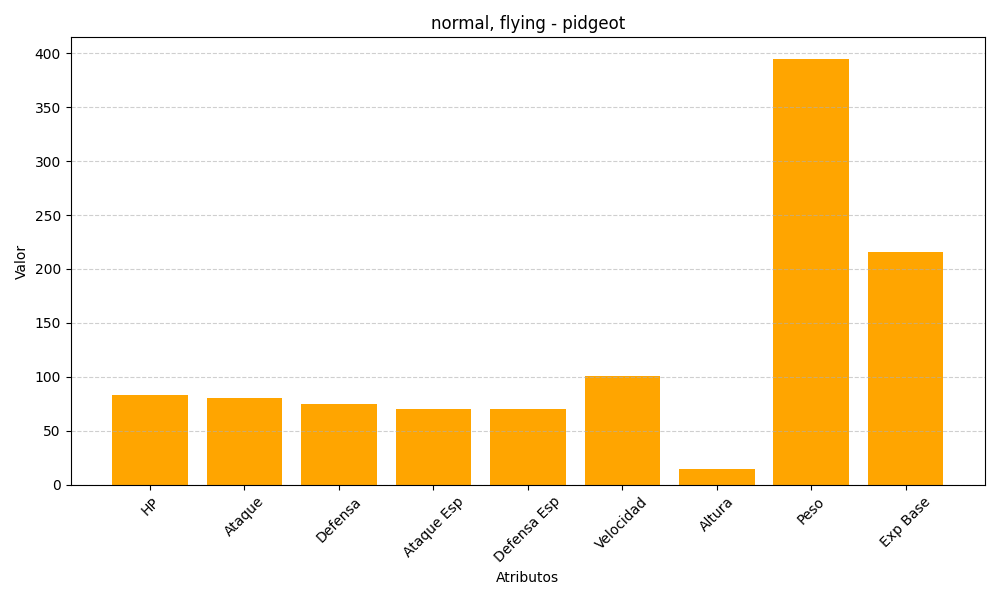 normal, flying - pidgeot
Valor
400
350
300
250
200
150
100
50
0
HP
Ataque
Defensa
Ataque Esp
Defensa Esp
Velocidad
Altura
Peso
Exp Base
Atributos